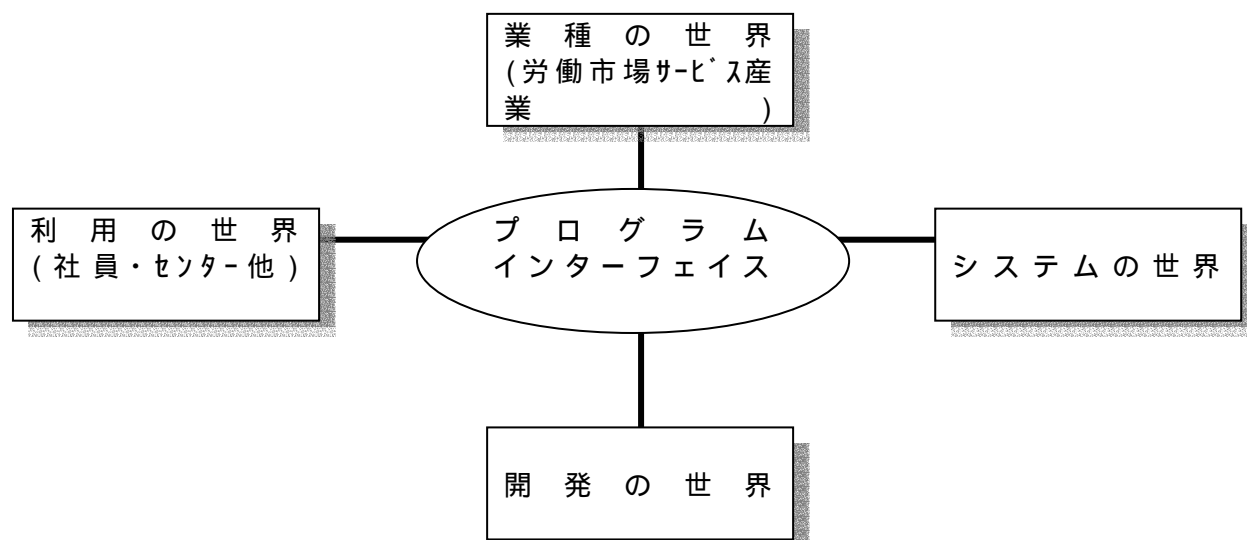 業種の世界
(労働市場ｻｰﾋﾞｽ産
業)
利用の世界
(社員・ｾﾝﾀｰ他)
プログラム
インターフェイス
システムの世界
開発の世界